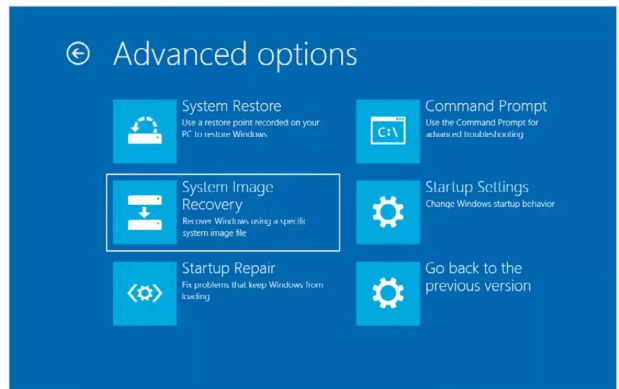 Advanced options
System Restore
Use a restore point recorded on your
PC to restore Windows
System Image
Recovery
Recover Windows using a specific
system image file
Startup Repair
Fix problems that keep Windows from
loading
Command Prompt
C:\
Use the Command Prompt for
advanced troubleshooting
Startup Settings
Change Windows startup behavior
Go back to the
previous version